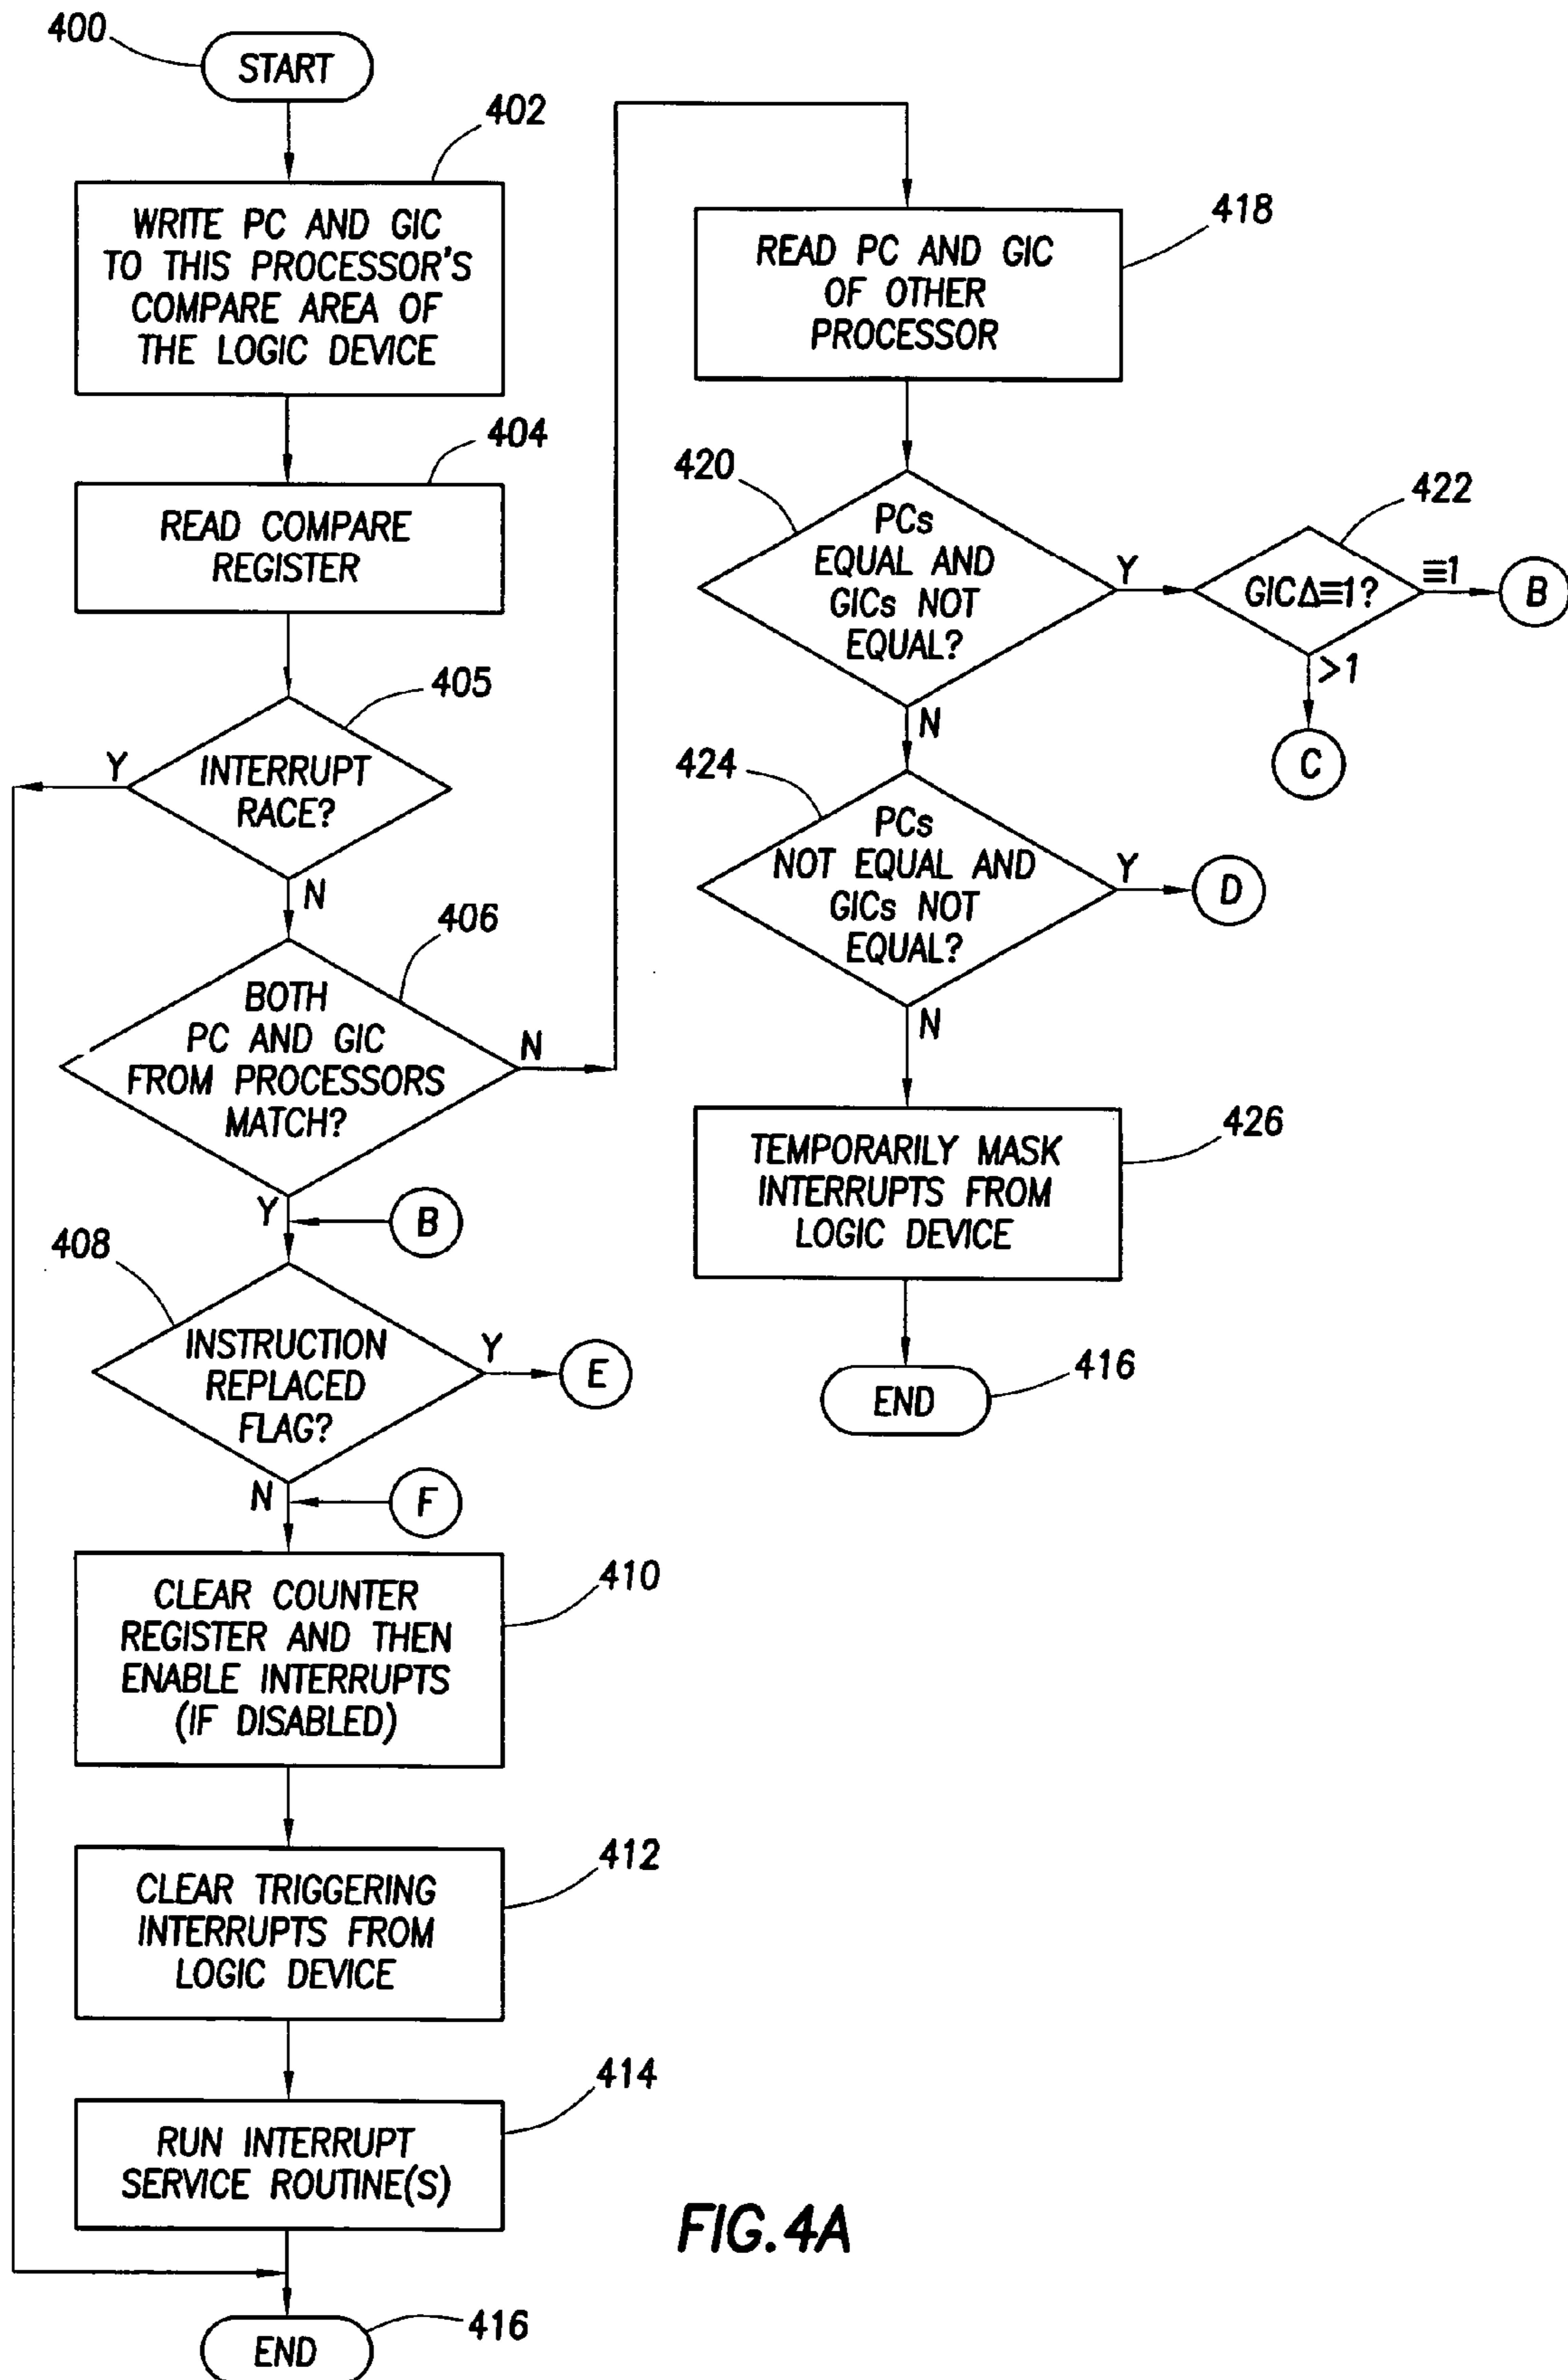 400
START
402
WRITE PC AND GIC
TO THIS PROCESSOR'S
COMPARE AREA OF
THE LOGIC DEVICE
404
READ COMPARE
REGISTER
405
INTERRUPT
RACE?
Y
N
406
BOTH
PC AND GIC
FROM PROCESSORS
MATCH?
N
Y
B
408
INSTRUCTION
REPLACED
FLAG?
Y
E
N
F
410
CLEAR COUNTER
REGISTER AND THEN
ENABLE INTERRUPTS
(IF DISABLED)
412
CLEAR TRIGGERING
INTERRUPTS FROM
LOGIC DEVICE
414
RUN INTERRUPT
SERVICE ROUTINE(S)
416
END
418
READ PC AND GIC
OF OTHER
PROCESSOR
420
PCs
EQUAL AND
GICs NOT
EQUAL?
Y
N
422
GICΔ≡1?
≡1
B
>1
C
424
PCs
NOT EQUAL AND
GICs NOT
EQUAL?
Y
D
N
426
TEMPORARILY MASK
INTERRUPTS FROM
LOGIC DEVICE
416
END
FIG.4A